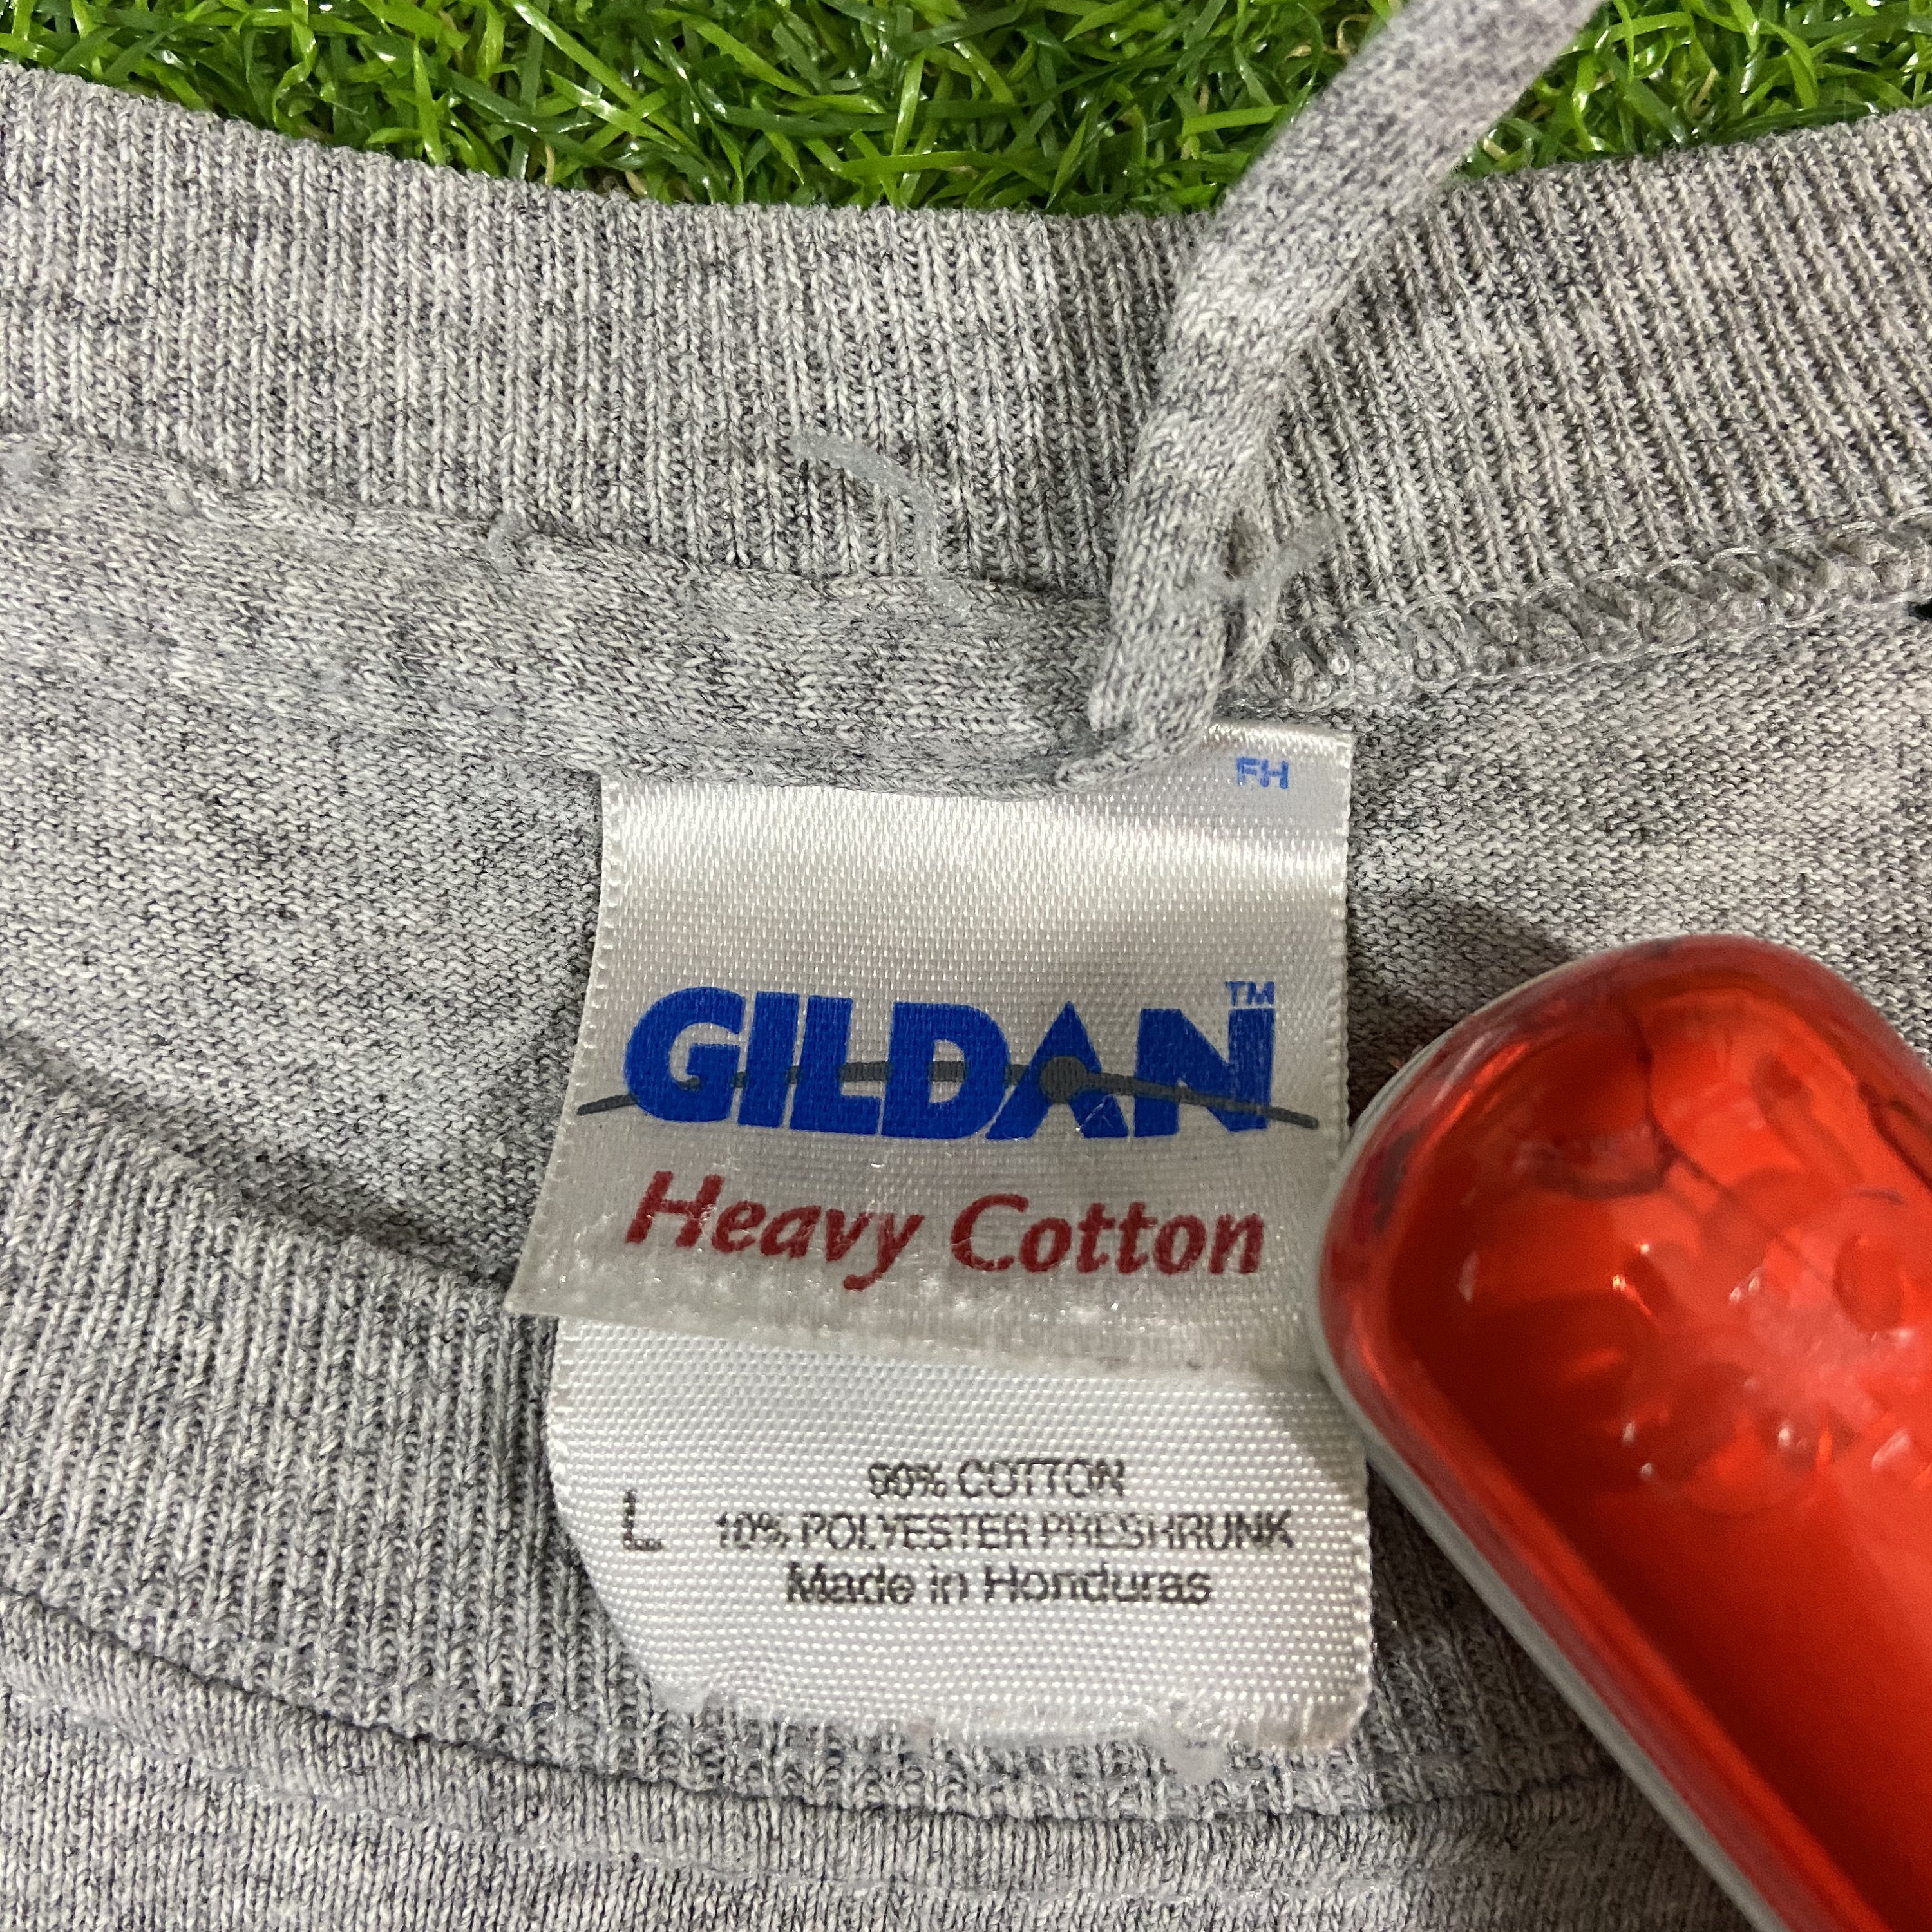 FH
GILDAN™
Heavy Cotton
90% COTTON
L 10% POLYESTER PRESHRUNK
Made in Honduras